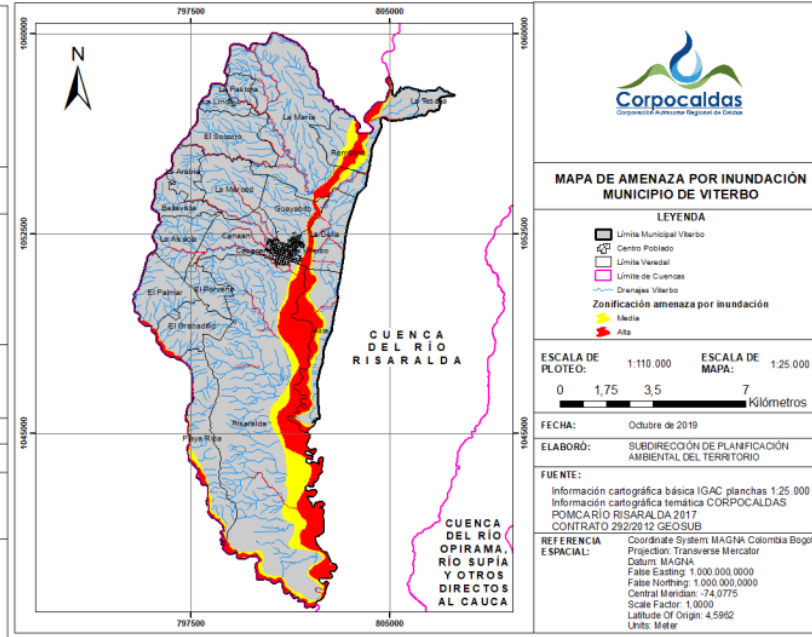 797500
805000
1060000
1060000
N
La Pastora
La Linda
La María
La Tesalia
El Socorro
La Arabia
La Merced
Bellavista
Guayabito
La Isla
1052500
1052500
Canaan
El Palmar
El Porvenir
El Granadillo
CUENCA
DEL RÍO
RISARALDA
Risaralda
Playa Rica
1045000
1045000
CUENCA
DEL RÍO
OPIRAMA,
RÍO SUPÍA
Y OTROS
DIRECTOS
AL CAUCA
797500
805000
Corpocaldas
Corporación Autónoma Regional de Caldas
MAPA DE AMENAZA POR INUNDACIÓN
MUNICIPIO DE VITERBO
LEYENDA
Límite Municipal Viterbo
Centro Poblado
Límite Veredal
Límite de Cuencas
Drenajes Viterbo
Zonificación amenaza por inundación
Media
Alta
ESCALA DE
PLOTEO:
1:110.000
ESCALA DE
MAPA:
1:25.000
0 1,75 3,5 7
Kilómetros
FECHA: Octubre de 2019
ELABORÓ: SUBDIRECCIÓN DE PLANIFICACIÓN
AMBIENTAL DEL TERRITORIO
FUENTE:
Información cartográfica básica IGAC planchas 1:25.000
Información cartográfica temática CORPOCALDAS
POMCA RÍO RISARALDA 2017
CONTRATO 292/2012 GEOSUB
REFERENCIA
ESPACIAL:
Coordinate System: MAGNA Colombia Bogot
Projection: Transverse Mercator
Datum: MAGNA
False Easting: 1.000.000,0000
False Northing: 1.000.000,0000
Central Meridian: -74,0775
Scale Factor: 1,0000
Latitude Of Origin: 4,5962
Units: Meter